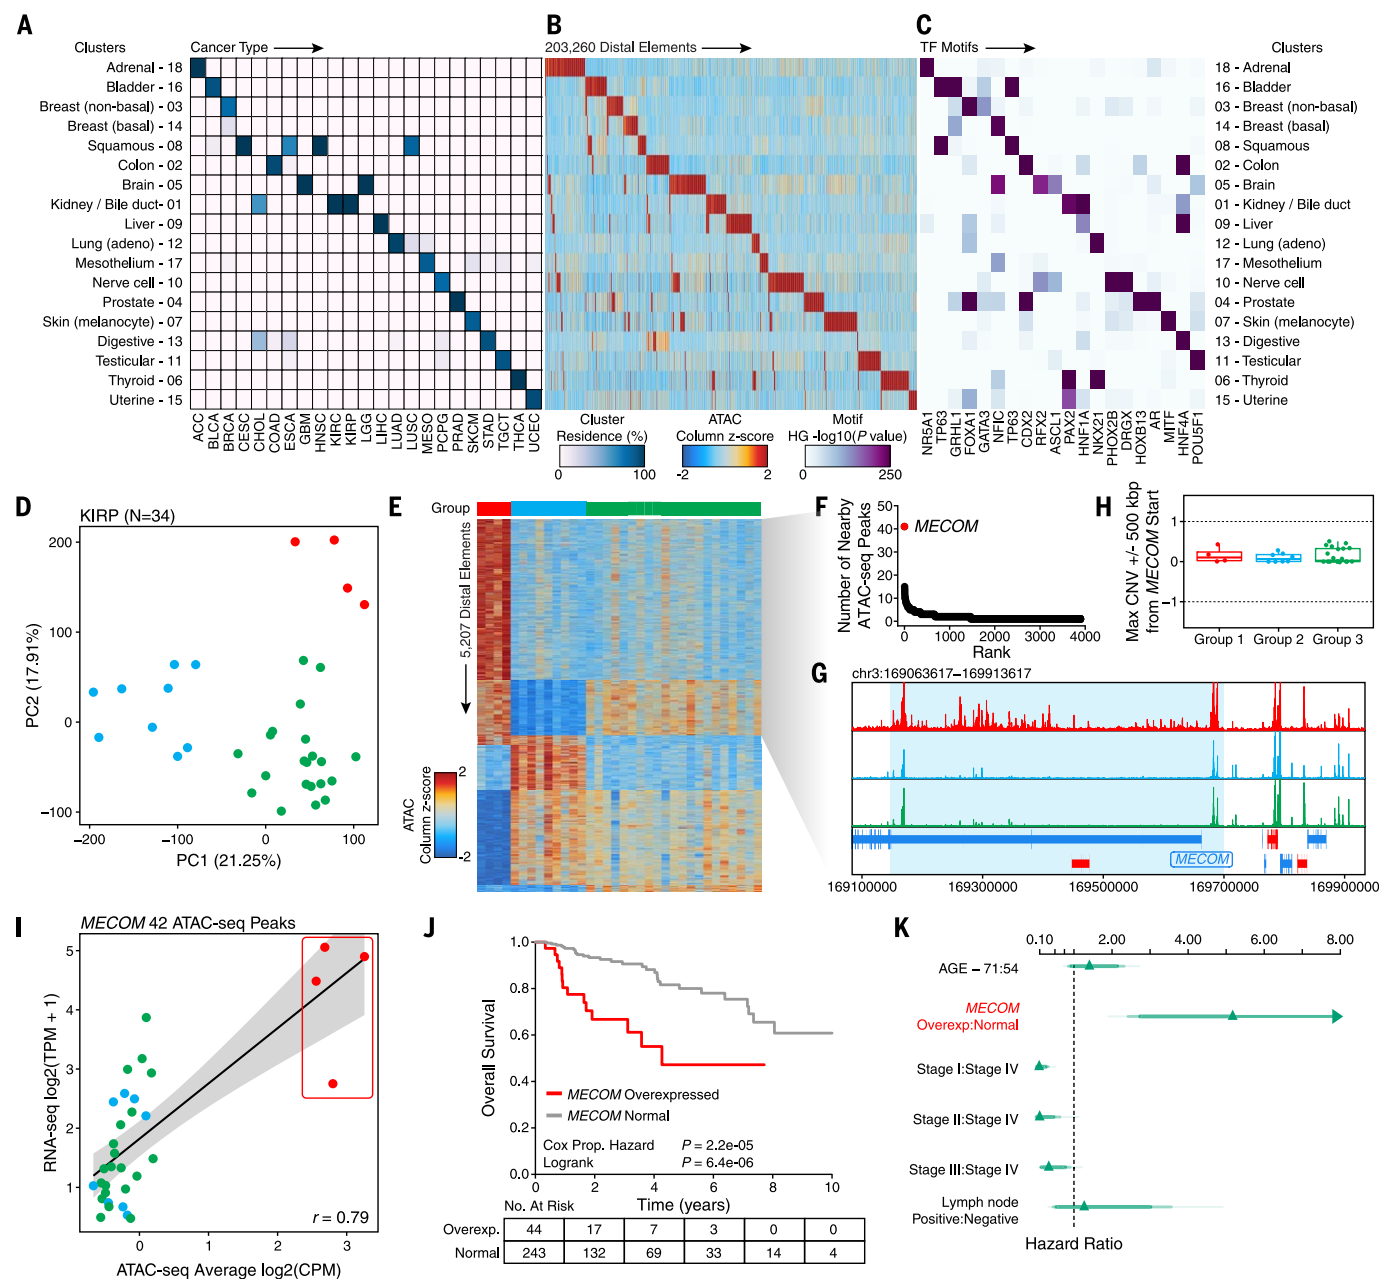 A
Clusters
Cancer Type
Adrenal - 18
Bladder - 16
Breast (non-basal) - 03
Breast (basal) - 14
Squamous - 08
Colon - 02
Brain - 05
Kidney / Bile duct- 01
Liver - 09
Lung (adeno) - 12
Mesothelium - 17
Nerve cell - 10
Prostate - 04
Skin (melanocyte) - 07
Digestive - 13
Testicular - 11
Thyroid - 06
Uterine - 15
ACC
BLCA
BRCA
CESC
CHOL
COAD
ESCA
GBM
HNSC
KIRC
KIRP
LGG
LIHC
LUAD
LUSC
MESO
PCPG
PRAD
SKCM
STAD
TGCT
THCA
UCEC
B
203,260 Distal Elements
Cluster
Residence (%)
0 100
ATAC
Column z-score
-2 2
Motif
HG -log10(P value)
0 250
C
TF Motifs
Clusters
18 - Adrenal
16 - Bladder
03 - Breast (non-basal)
14 - Breast (basal)
08 - Squamous
02 - Colon
05 - Brain
01 - Kidney / Bile duct
09 - Liver
12 - Lung (adeno)
17 - Mesothelium
10 - Nerve cell
04 - Prostate
07 - Skin (melanocyte)
13 - Digestive
11 - Testicular
06 - Thyroid
15 - Uterine
NR5A1
TP63
GRHL1
FOXA1
GATA3
NFIC
TP63
CDX2
RFX2
ASCL1
PAX2
HNF1A
NKX21
PHOX2B
DRGX
HOXB13
AR
MITF
HNF4A
POU5F1
D
KIRP (N=34)
PC2 (17.91%)
200
100
0
−100
−200 −100 0 100
PC1 (21.25%)
E
Group
5,207 Distal Elements
ATAC
Column z-score
2
-2
F
Number of Nearby
ATAC-seq Peaks
50
40
30
20
10
0
MECOM
0 1000 2000 3000 4000
Rank
G
chr3:169063617−169913617
MECOM
169100000 169300000 169500000 169700000 169900000
H
Max CNV +/- 500 kbp
from MECOM Start
1
0
−1
Group 1 Group 2 Group 3
I
MECOM 42 ATAC-seq Peaks
RNA-seq log2(TPM + 1)
5
4
3
2
1
r = 0.79
0 1 2 3
ATAC-seq Average log2(CPM)
J
Overall Survival
1.0
0.8
0.6
0.4
0.2
0.0
MECOM Overexpressed
MECOM Normal
Cox Prop. Hazard P = 2.2e-05
Logrank P = 6.4e-06
0 2 4 6 8 10
No. At Risk Time (years)
Overexp. 44 17 7 3 0 0
Normal 243 132 69 33 14 4
K
0.10 2.00 4.00 6.00 8.00
AGE − 71:54
MECOM
Overexp:Normal
Stage I:Stage IV
Stage II:Stage IV
Stage III:Stage IV
Lymph node
Positive:Negative
Hazard Ratio